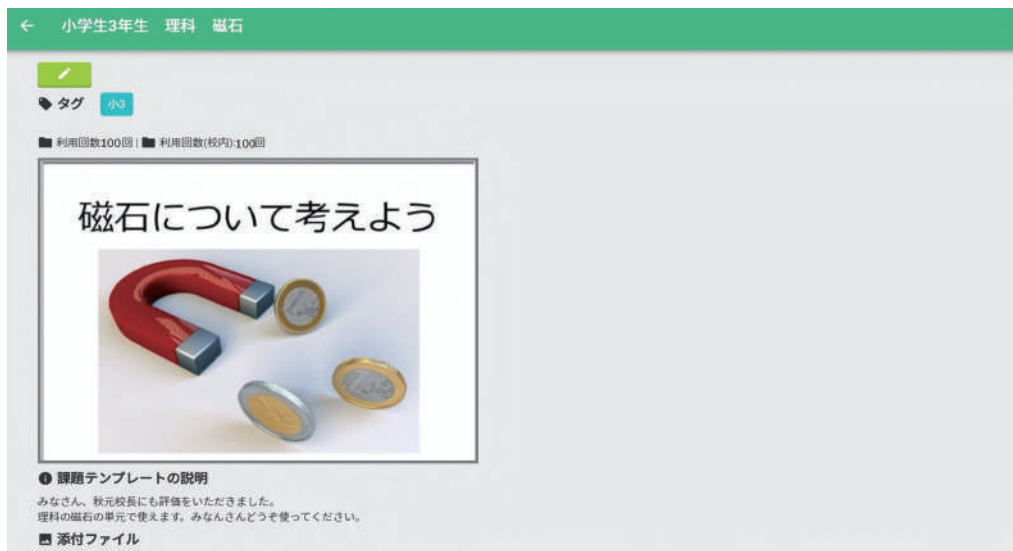 小学生3年生 理科 磁石
タグ 小3
利用回数100回 | 利用回数(校内):100回
磁石について考えよう
課題テンプレートの説明
みなさん、秋元校長にも評価をいただきました。
理科の磁石の単元で使えます。みなんさんどうぞ使ってください。
添付ファイル